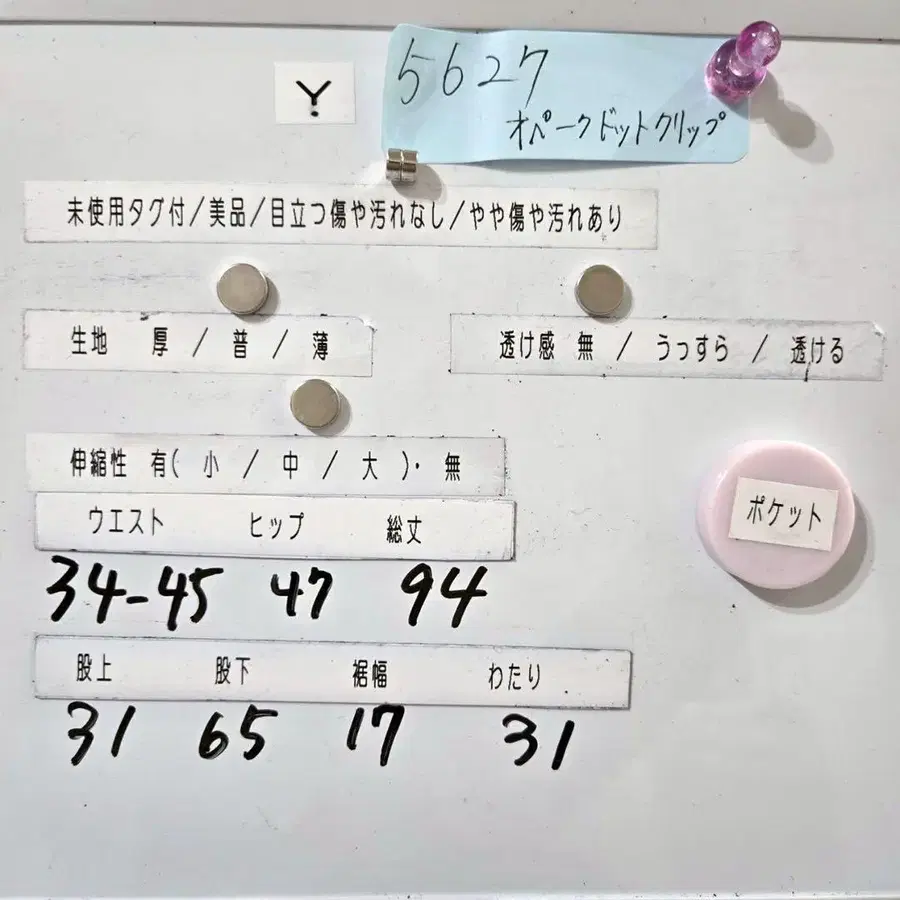 Y
5627
オペークドットクリップ
未使用タグ付/美品/目立つ傷や汚れなし/やや傷や汚れあり
生地 厚 / 普 / 薄
透け感 無 / うっすら / 透ける
伸縮性 有( 小 / 中 / 大 )・ 無
ポケット
ウエスト ヒップ 総丈
34-45 47 94
股上 股下 裾幅 わたり
31 65 17 31